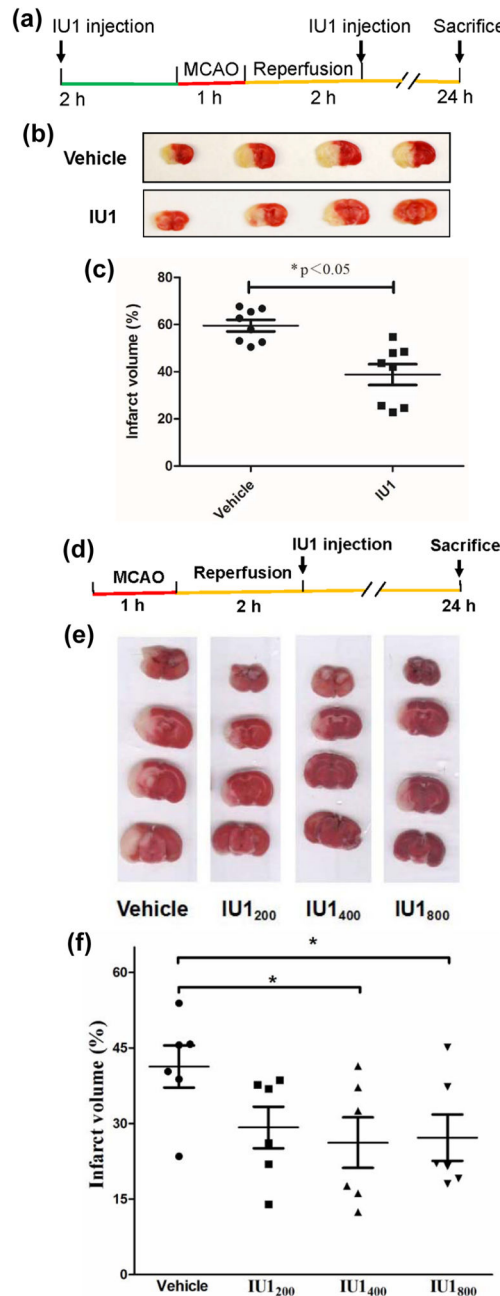 (a)
IU1 injection IU1 injection Sacrifice
MCAO Reperfusion
2 h 1 h 2 h 24 h
(b)
Vehicle
IU1
(c)
* p<0.05
Infarct volume (%)
80
60
40
20
0
Vehicle IU1
(d)
IU1 injection Sacrifice
MCAO Reperfusion
1 h 2 h 24 h
(e)
Vehicle IU1200 IU1400 IU1800
(f)
*
*
Infarct volume (%)
60
45
30
15
0
Vehicle IU1200 IU1400 IU1800